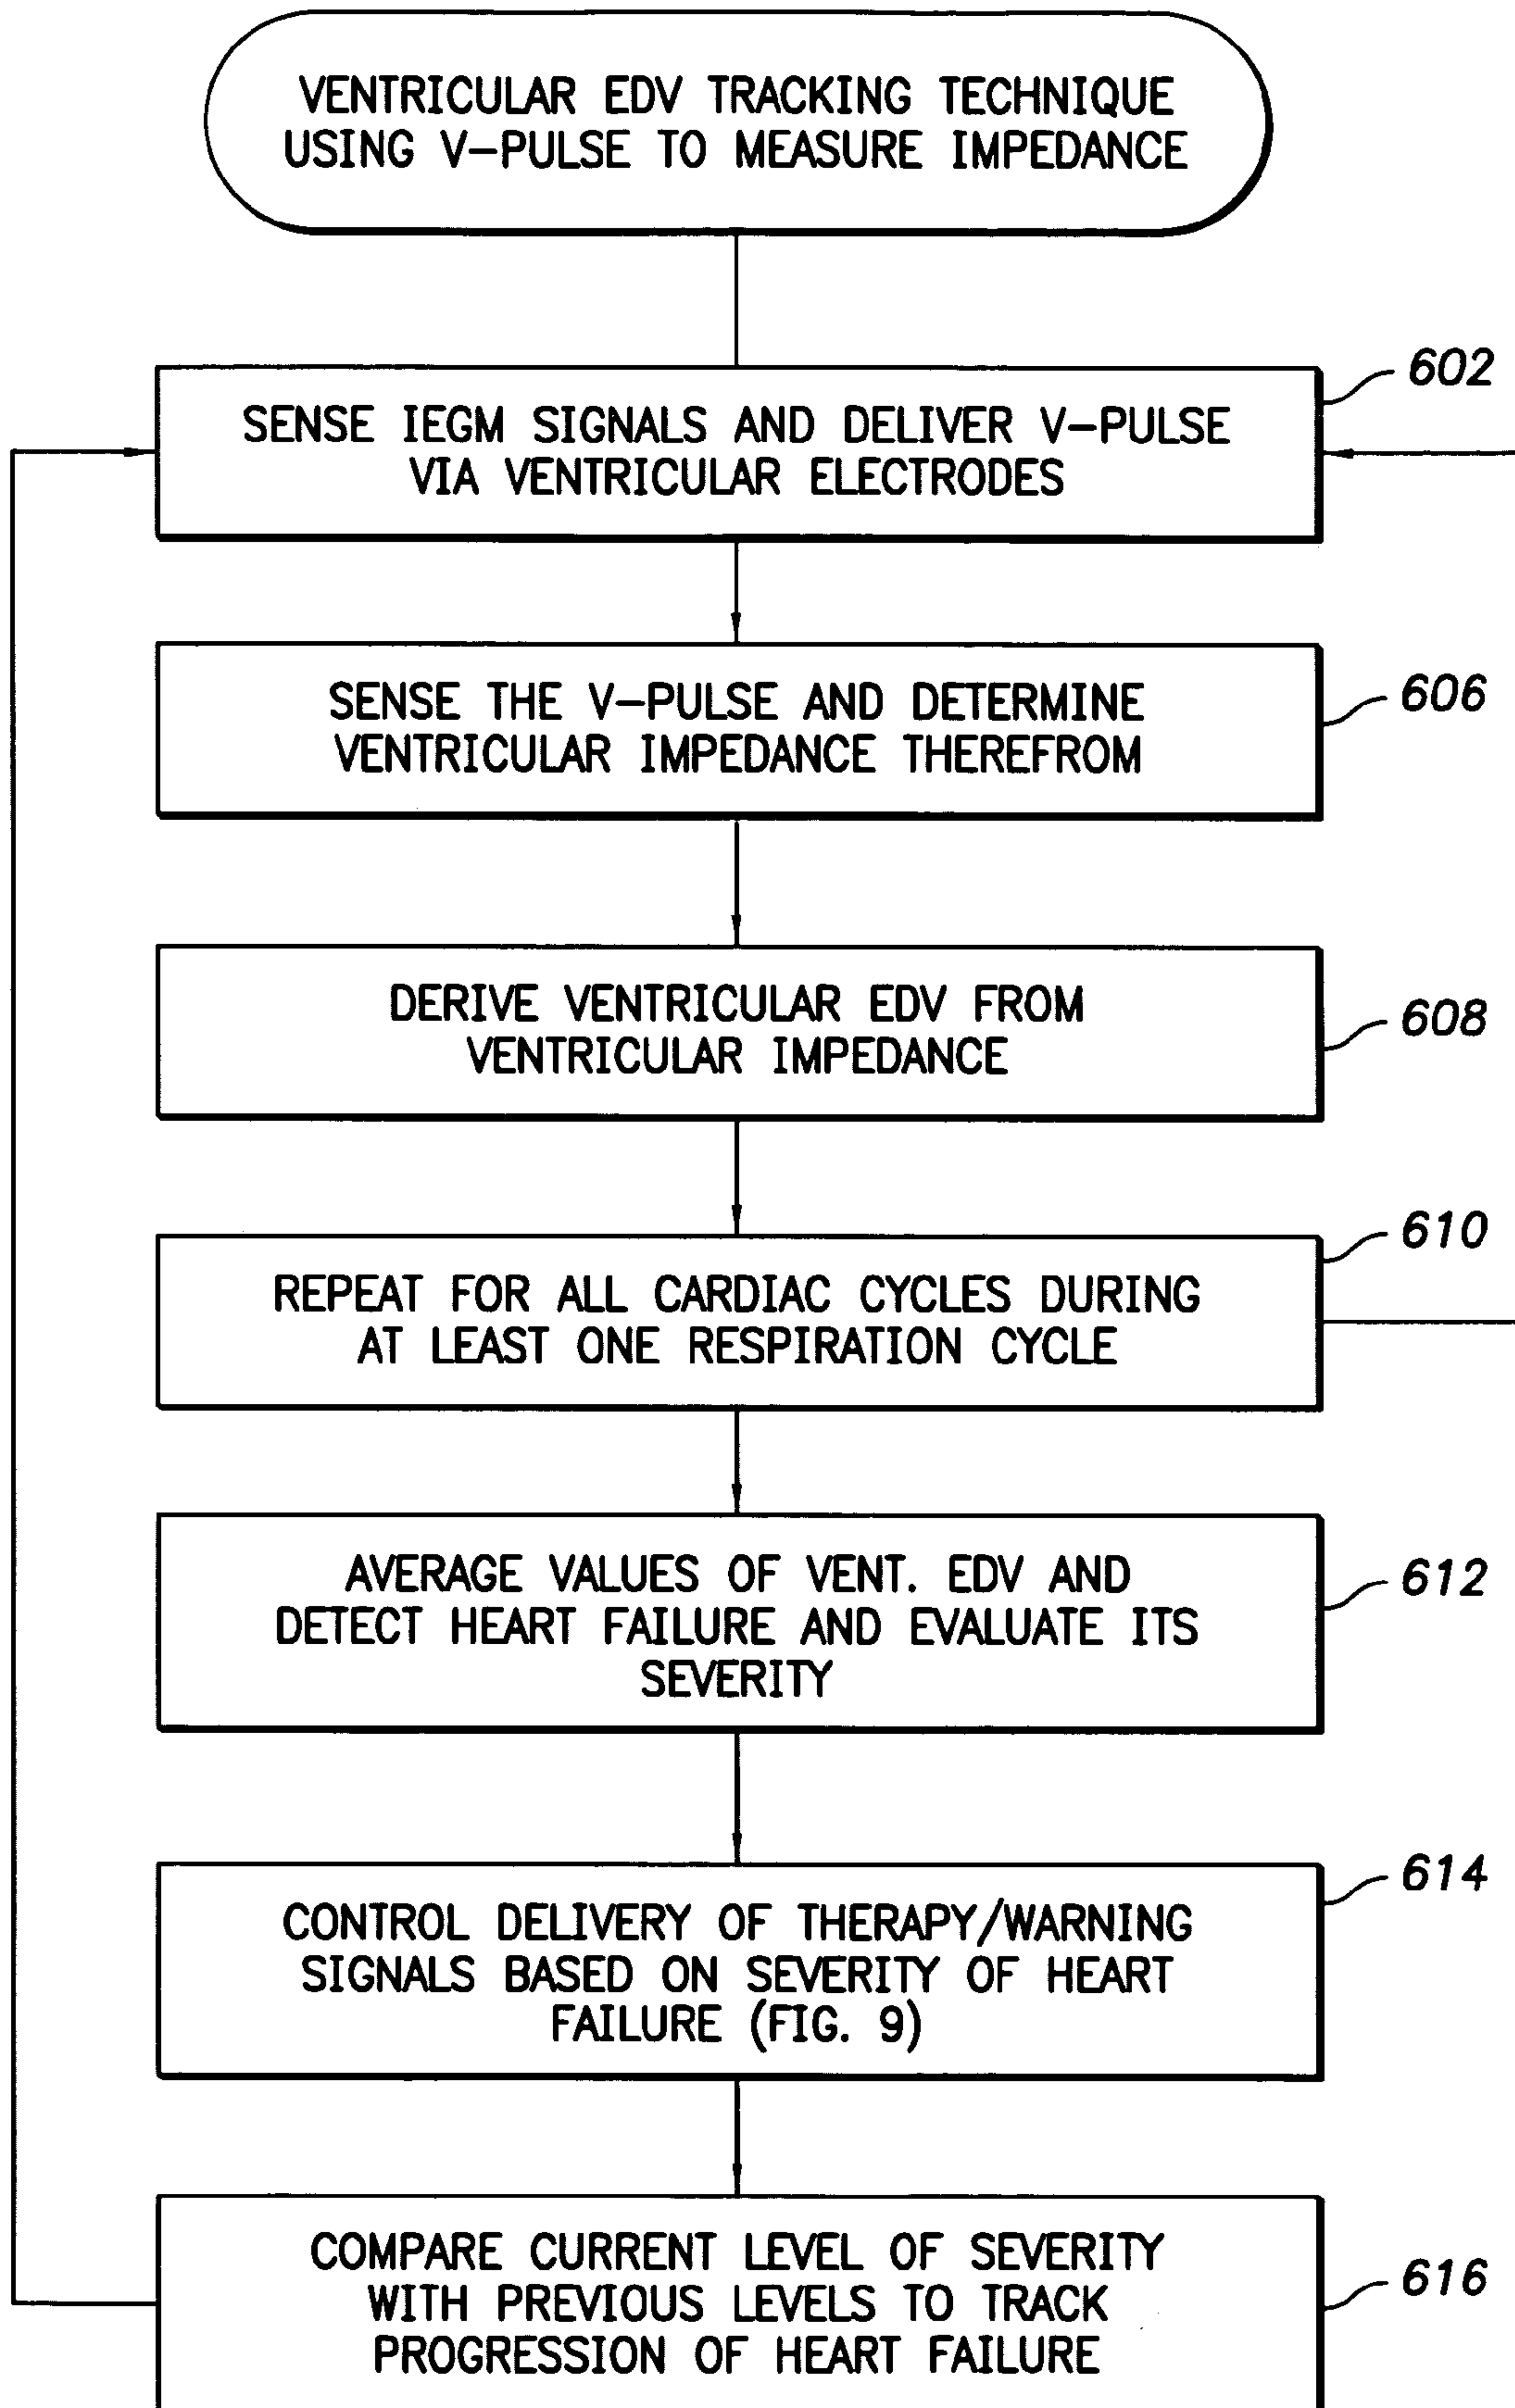 VENTRICULAR EDV TRACKING TECHNIQUE
USING V-PULSE TO MEASURE IMPEDANCE
602
SENSE IEGM SIGNALS AND DELIVER V-PULSE
VIA VENTRICULAR ELECTRODES
606
SENSE THE V-PULSE AND DETERMINE
VENTRICULAR IMPEDANCE THEREFROM
608
DERIVE VENTRICULAR EDV FROM
VENTRICULAR IMPEDANCE
610
REPEAT FOR ALL CARDIAC CYCLES DURING
AT LEAST ONE RESPIRATION CYCLE
612
AVERAGE VALUES OF VENT. EDV AND
DETECT HEART FAILURE AND EVALUATE ITS
SEVERITY
614
CONTROL DELIVERY OF THERAPY/WARNING
SIGNALS BASED ON SEVERITY OF HEART
FAILURE (FIG. 9)
616
COMPARE CURRENT LEVEL OF SEVERITY
WITH PREVIOUS LEVELS TO TRACK
PROGRESSION OF HEART FAILURE